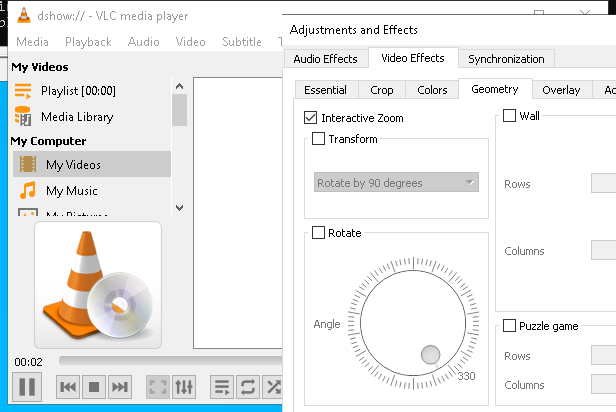 dshow:// - VLC media player
Media Playback Audio Video Subtitle T
My Videos
Playlist [00:00]
Media Library
My Computer
My Videos
My Music
My Pictures
00:02
Adjustments and Effects
Audio Effects Video Effects Synchronization
Essential Crop Colors Geometry Overlay
Interactive Zoom
Transform
Rotate by 90 degrees
Rotate
Angle
330
Wall
Rows
Columns
Puzzle game
Rows
Columns